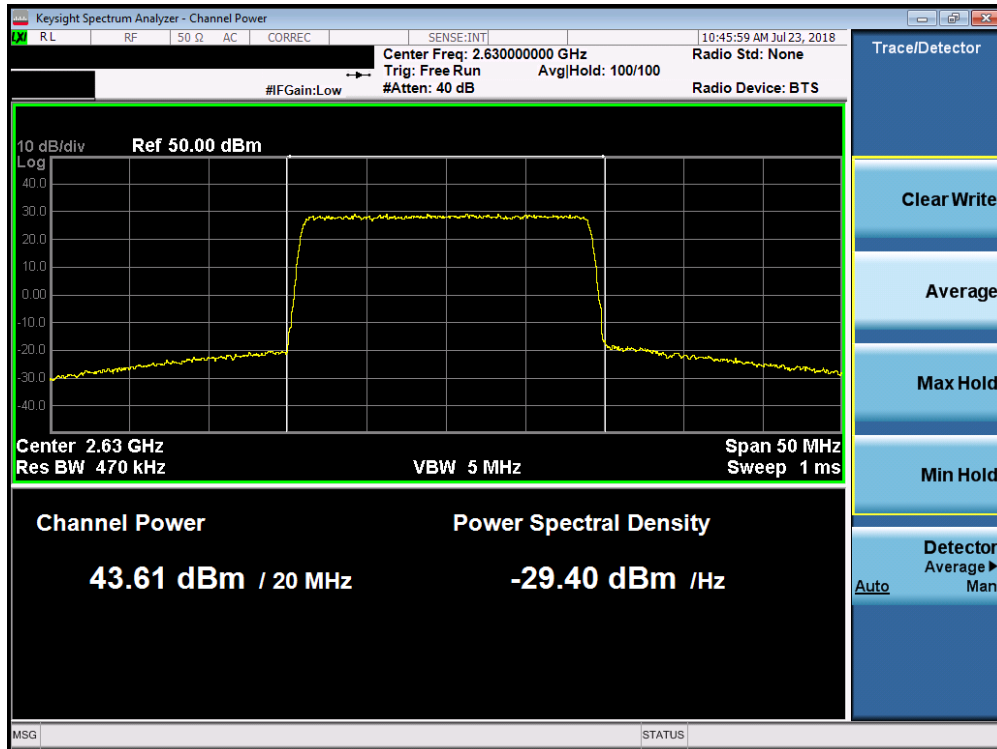 Keysight Spectrum Analyzer - Channel Power
LXI RL RF 50 Ω AC CORREC SENSE:INT 10:45:59 AM Jul 23, 2018
Center Freq: 2.630000000 GHz Radio Std: None
Trig: Free Run Avg|Hold: 100/100
#IFGain:Low #Atten: 40 dB Radio Device: BTS
Trace/Detector
10 dB/div Ref 50.00 dBm
Log
40.0
30.0
20.0
10.0
0.00
-10.0
-20.0
-30.0
-40.0
Center 2.63 GHz Span 50 MHz
Res BW 470 kHz VBW 5 MHz Sweep 1 ms
Channel Power Power Spectral Density
43.61 dBm / 20 MHz -29.40 dBm /Hz
Clear Write
Average
Max Hold
Min Hold
Detector
Average
Auto Man
MSG STATUS